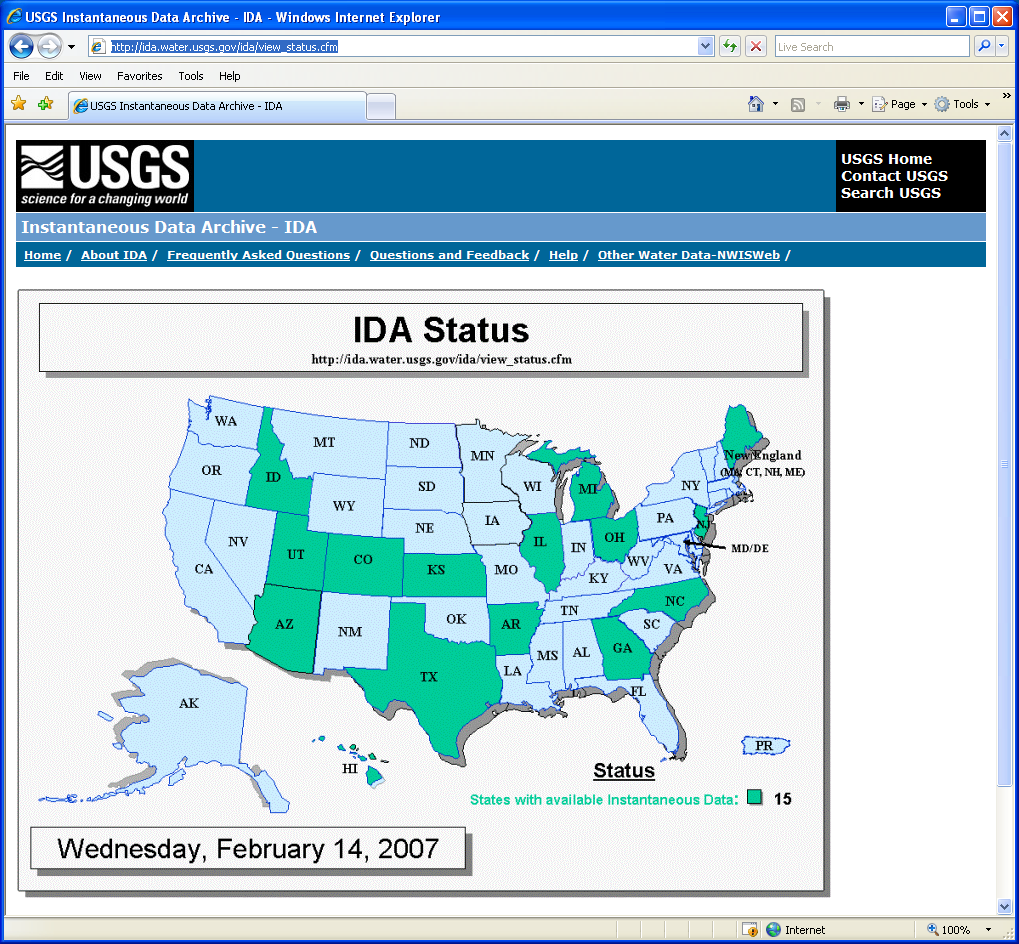 USGS Instantaneous Data Archive - IDA - Windows Internet Explorer
http://ida.water.usgs.gov/ida/view_status.cfm
Live Search
File Edit View Favorites Tools Help
USGS Instantaneous Data Archive - IDA
Page Tools »
USGS
science for a changing world
USGS Home
Contact USGS
Search USGS
Instantaneous Data Archive - IDA
Home / About IDA / Frequently Asked Questions / Questions and Feedback / Help / Other Water Data-NWISWeb /
IDA Status
http://ida.water.usgs.gov/ida/view_status.cfm
WA
MT
ND
MN
New England
(MA, CT, NH, ME)
OR
ID
SD
WI
MI
NY
WY
NE
IA
PA
NJ
NV
UT
CO
KS
IL
IN
OH
MD/DE
CA
MO
KY
WV
VA
AZ
NM
OK
AR
TN
NC
SC
TX
LA
MS
AL
GA
FL
AK
HI
PR
Status
States with available Instantaneous Data: 15
Wednesday, February 14, 2007
Internet
100%